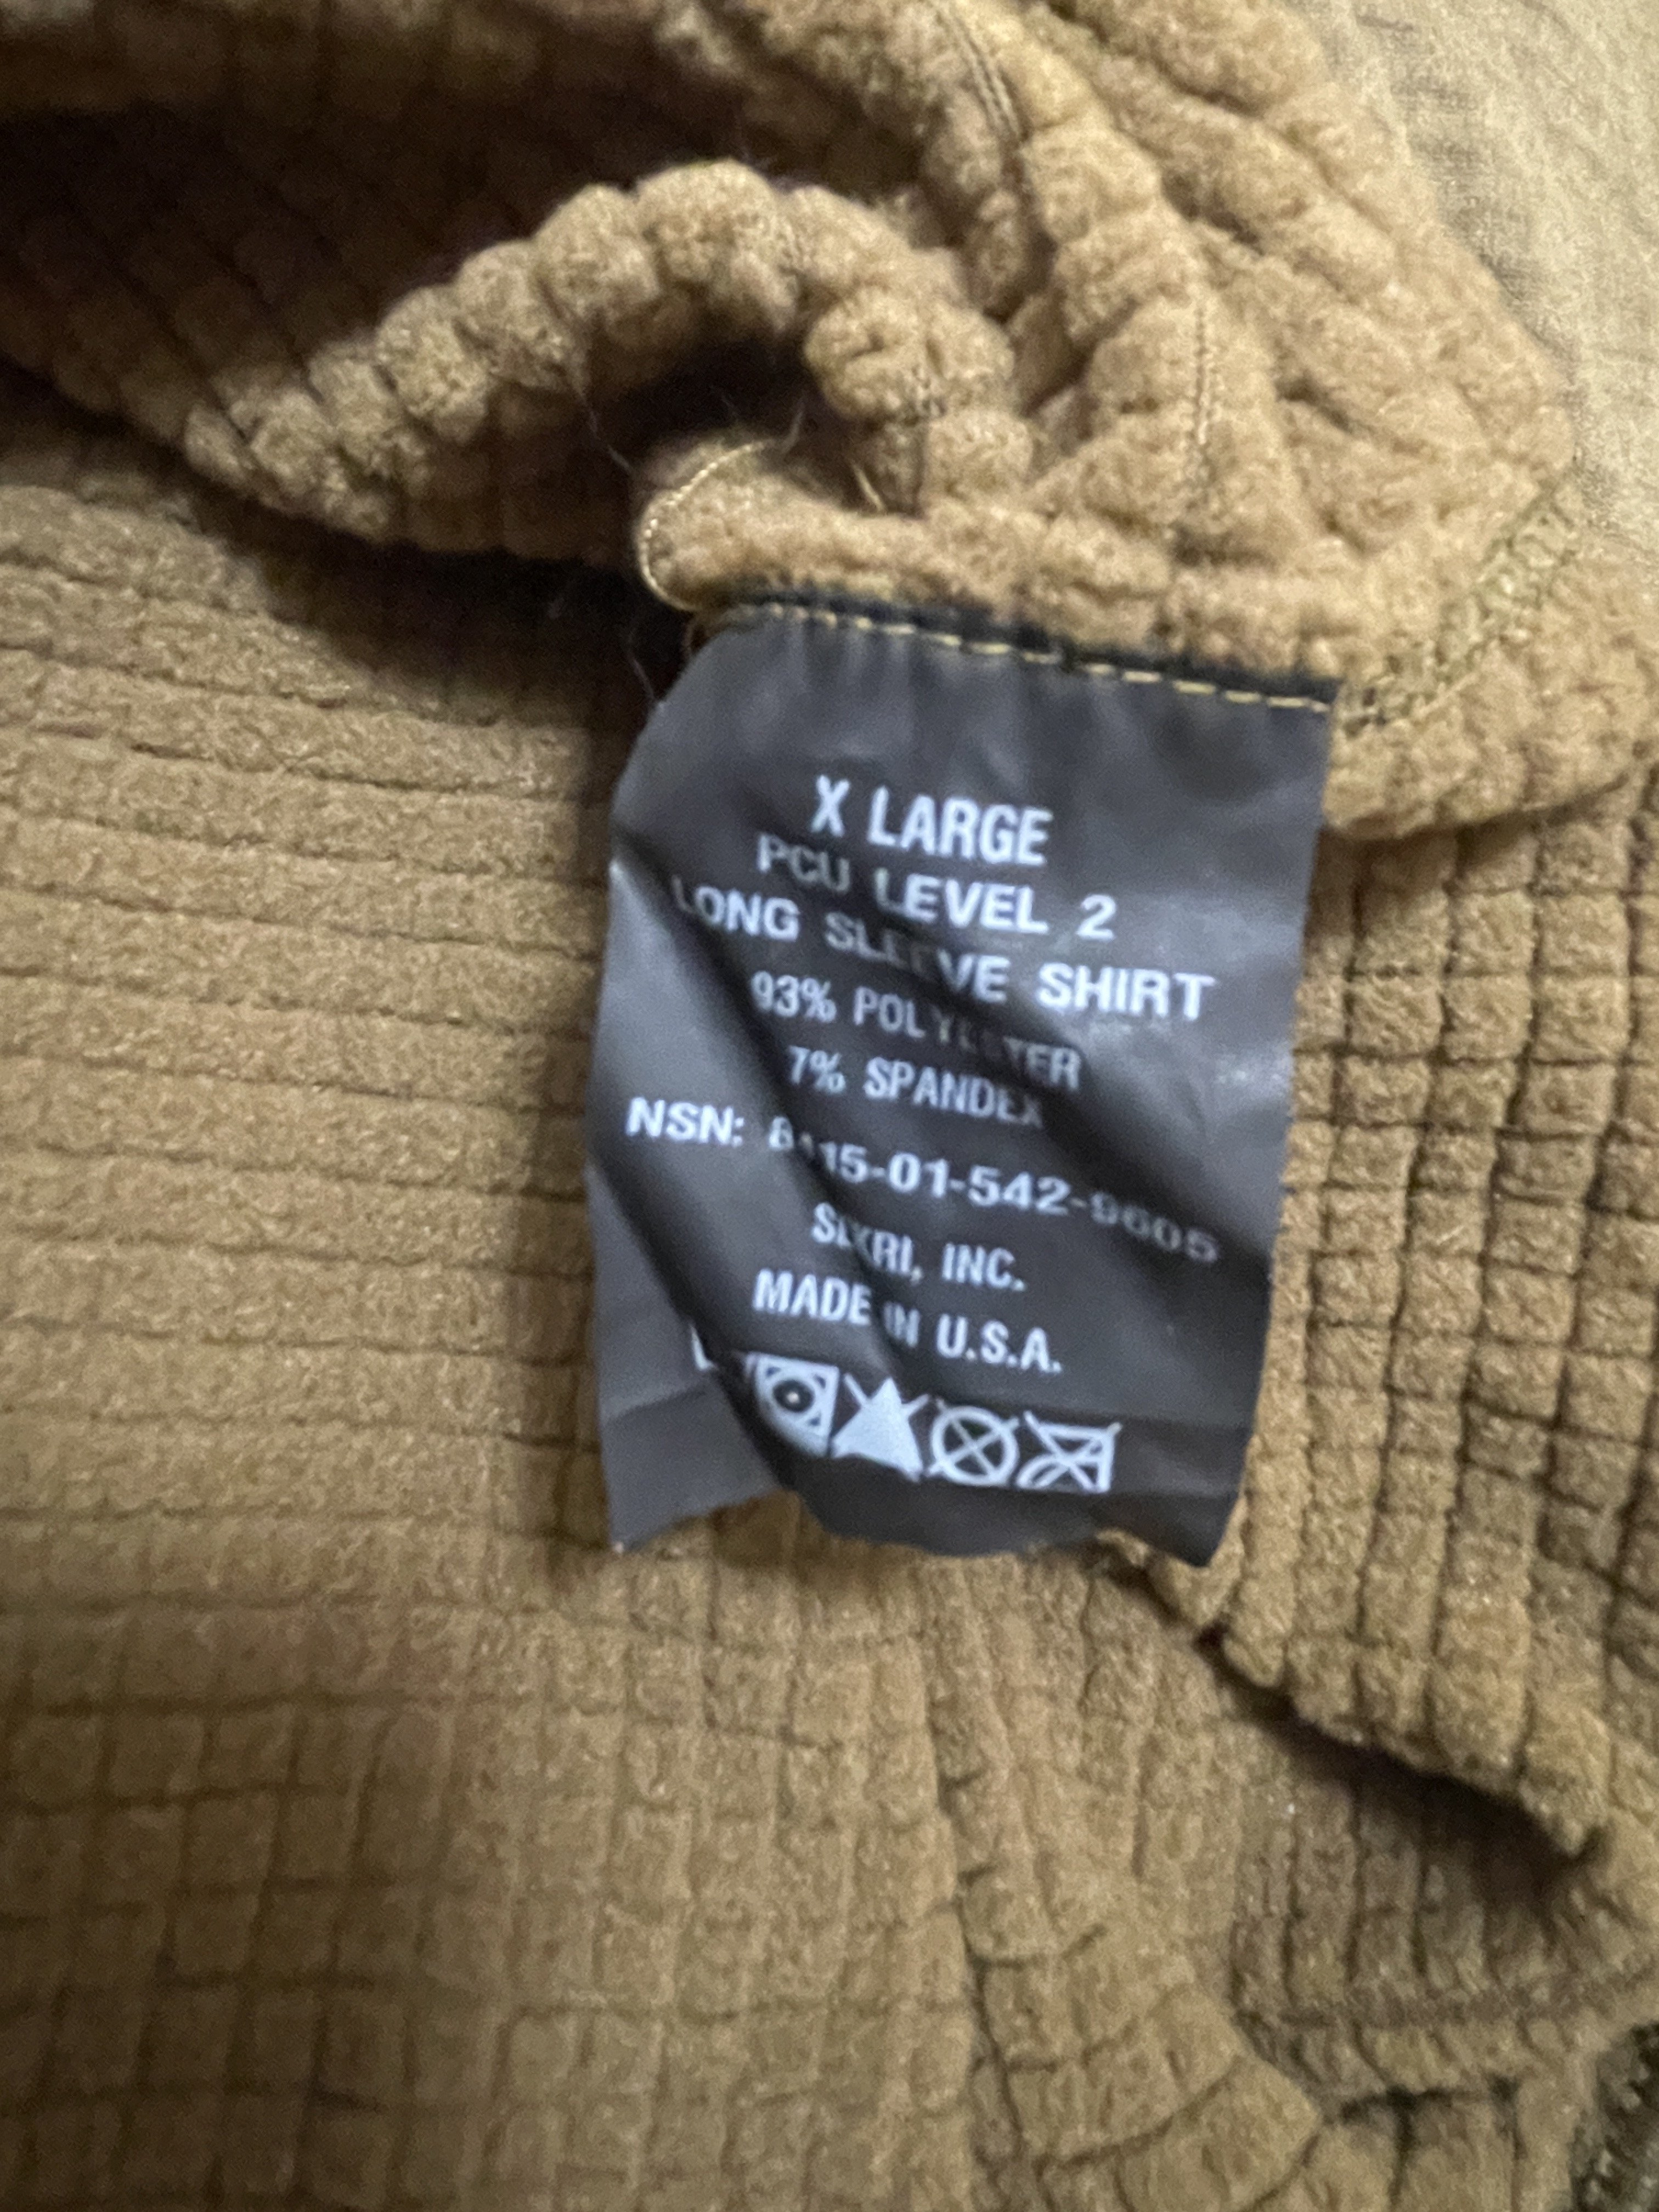 X LARGE
PCU LEVEL 2
LONG SLEEVE SHIRT
93% POLYESTER
7% SPANDEX
NSN: 8415-01-542-9605
MADE IN U.S.A.
INC.